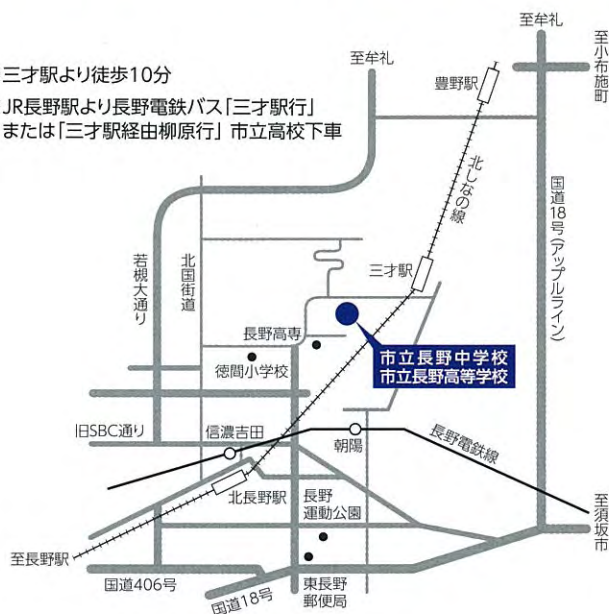 三才駅より徒歩10分
JR長野駅より長野電鉄バス「三才駅行」
または「三才駅経由柳原行」 市立高校下車
至牟礼
至牟礼
至小布施町
豊野駅
北しなの線
国道18号(アップルライン)
若槻大通り
北国街道
三才駅
長野高専
徳間小学校
市立長野中学校
市立長野高等学校
旧SBC通り
信濃吉田
朝陽
長野電鉄線
北長野駅
長野
運動公園
至須坂市
至長野駅
国道406号
国道18号
東長野
郵便局